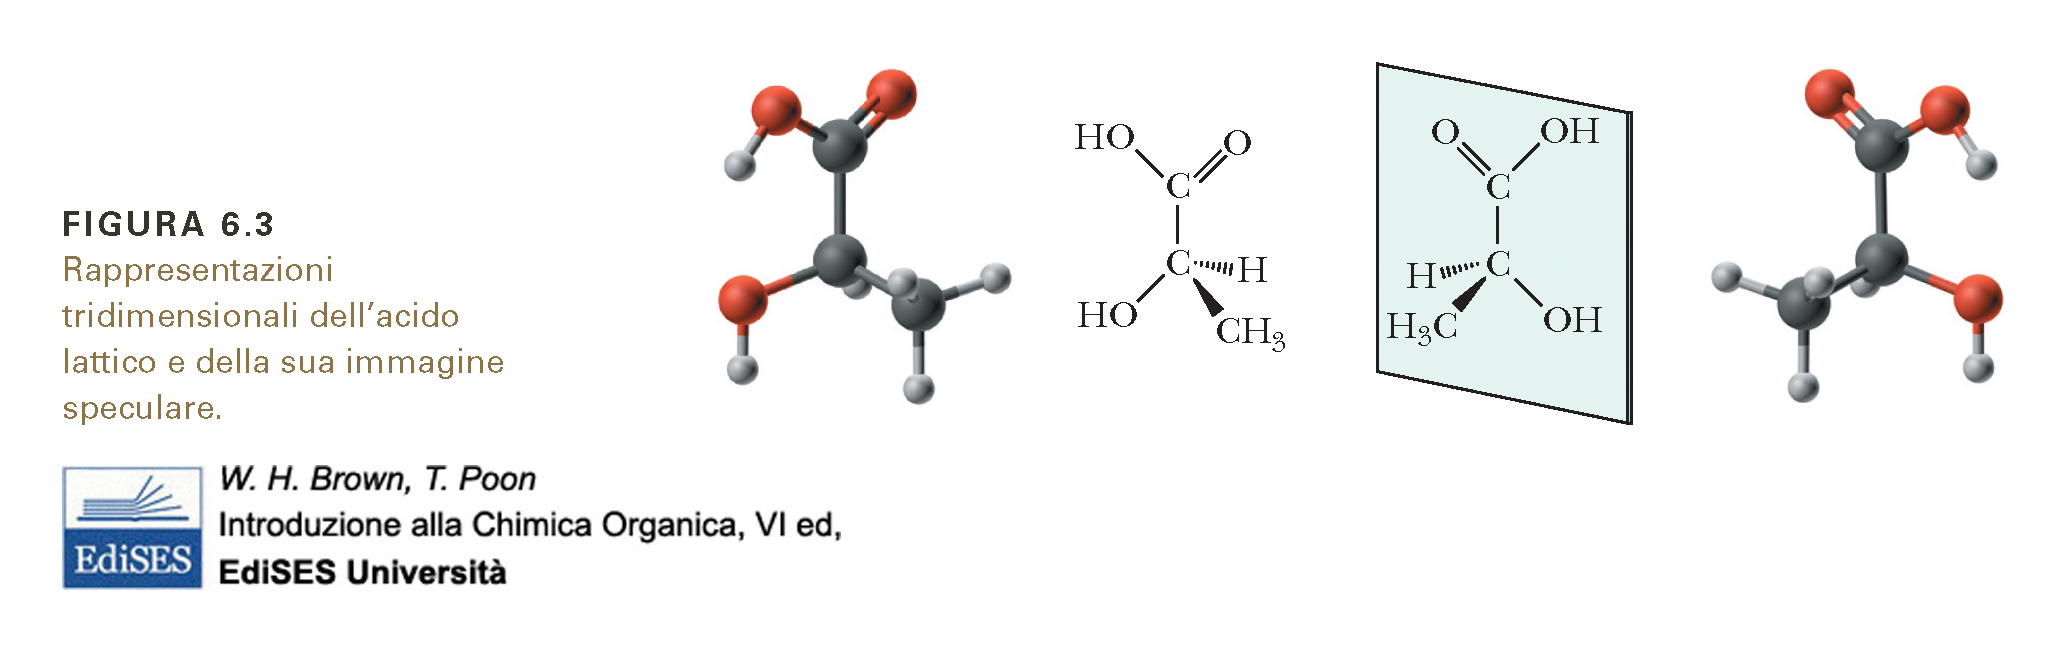 FIGURA 6.3
Rappresentazioni
tridimensionali dell’acido
lattico e della sua immagine
speculare.
HO
O
C
C
H
HO
CH3
O
OH
C
H
C
H3C
OH
EdiSES
W. H. Brown, T. Poon
Introduzione alla Chimica Organica, VI ed,
EdiSES Università